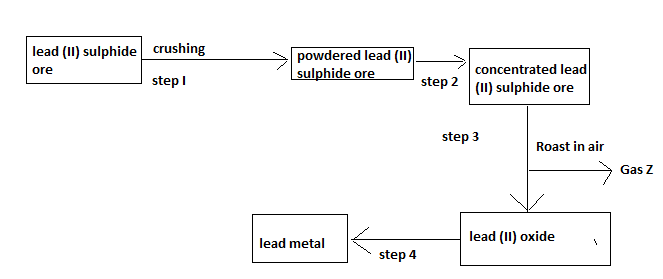 lead (II) sulphide
ore
crushing
step I
powdered lead (II)
sulphide ore
step 2
concentrated lead
(II) sulphide ore
step 3
Roast in air
Gas Z
lead (II) oxide
step 4
lead metal